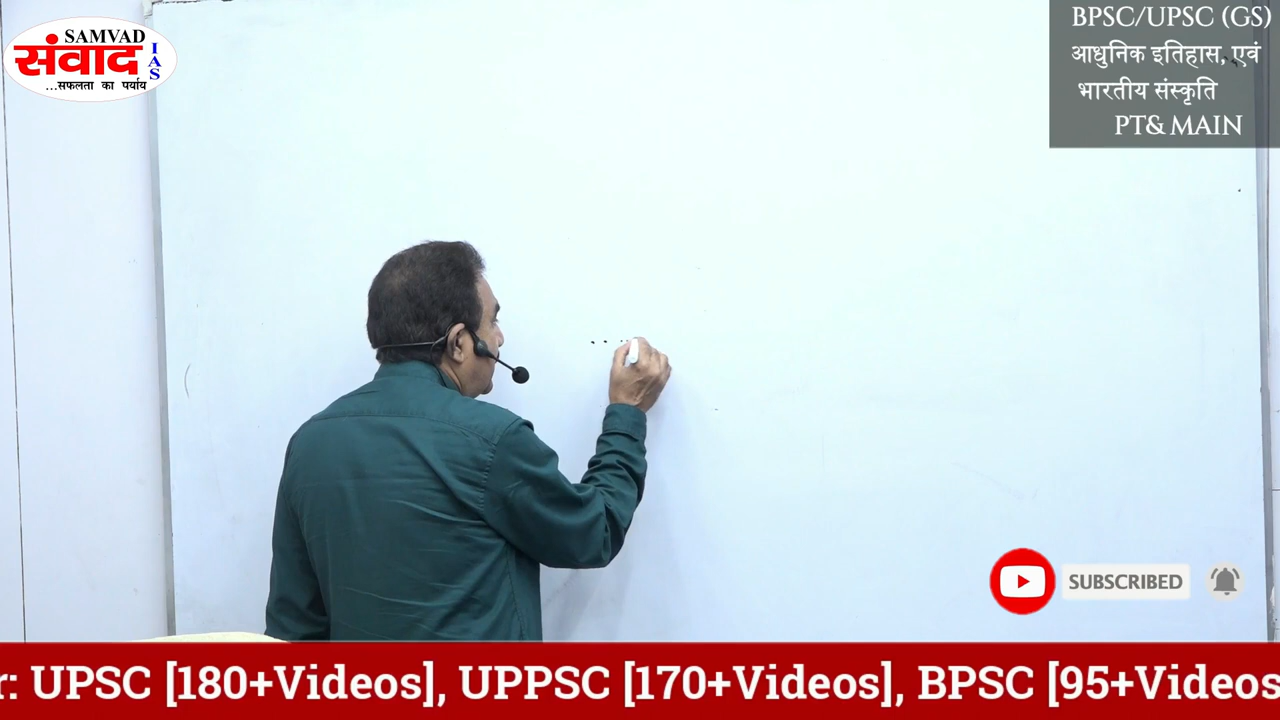 SAMVAD
संवाद
IAS
...सफलता का पर्याय
BPSC/UPSC (GS)
आधुनिक इतिहास, एवं
भारतीय संस्कृति
PT& MAIN
SUBSCRIBED
r: UPSC [180+Videos], UPPSC [170+Videos], BPSC [95+Videos